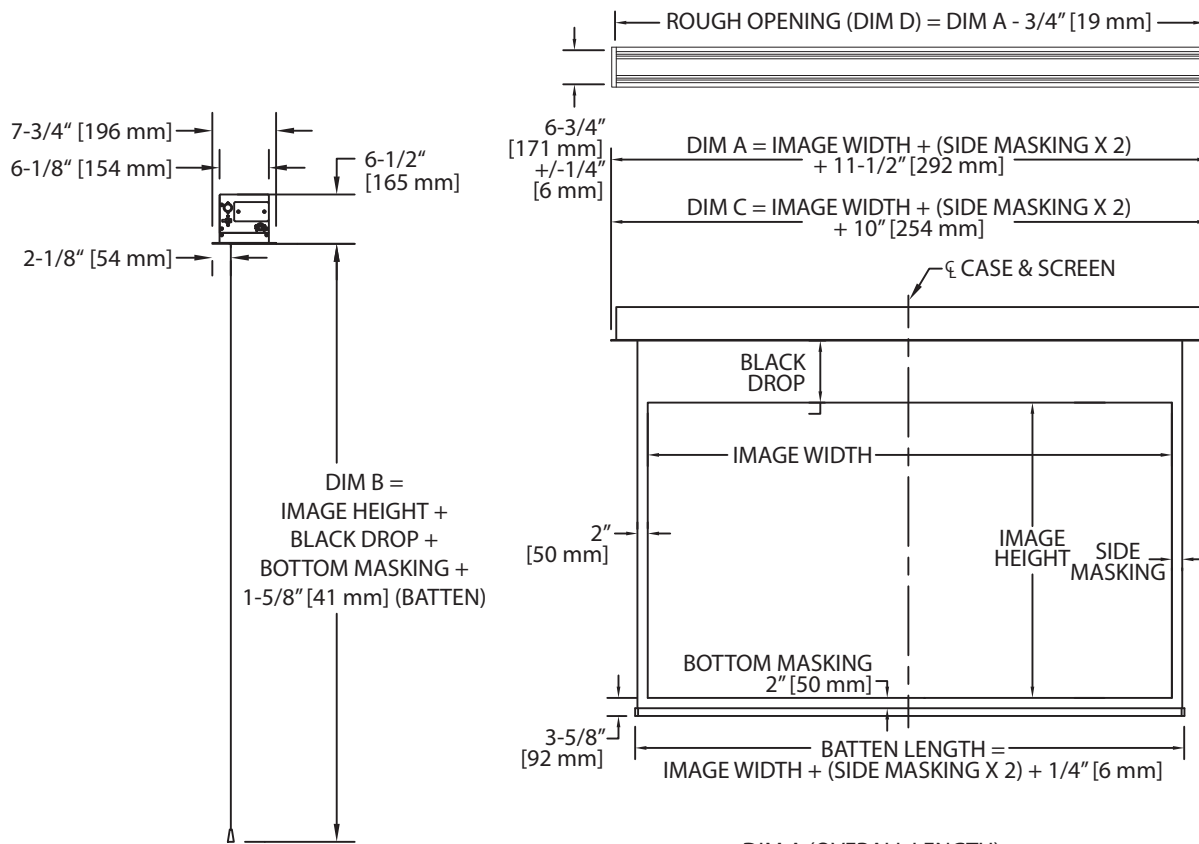 ROUGH OPENING (DIM D) = DIM A - 3/4" [19 mm]
6-3/4"
[171 mm]
+/-1/4"
[6 mm]
DIM A = IMAGE WIDTH + (SIDE MASKING X 2)
+ 11-1/2" [292 mm]
DIM C = IMAGE WIDTH + (SIDE MASKING X 2)
+ 10" [254 mm]
℄ CASE & SCREEN
7-3/4" [196 mm]
6-1/8" [154 mm]
6-1/2"
[165 mm]
2-1/8" [54 mm]
DIM B =
IMAGE HEIGHT +
BLACK DROP +
BOTTOM MASKING +
1-5/8" [41 mm] (BATTEN)
BLACK
DROP
IMAGE WIDTH
2"
[50 mm]
IMAGE
HEIGHT
SIDE
MASKING
BOTTOM MASKING
2" [50 mm]
3-5/8"
[92 mm]
BATTEN LENGTH =
IMAGE WIDTH + (SIDE MASKING X 2) + 1/4" [6 mm]
DIM A (OVERALL LENGTH)